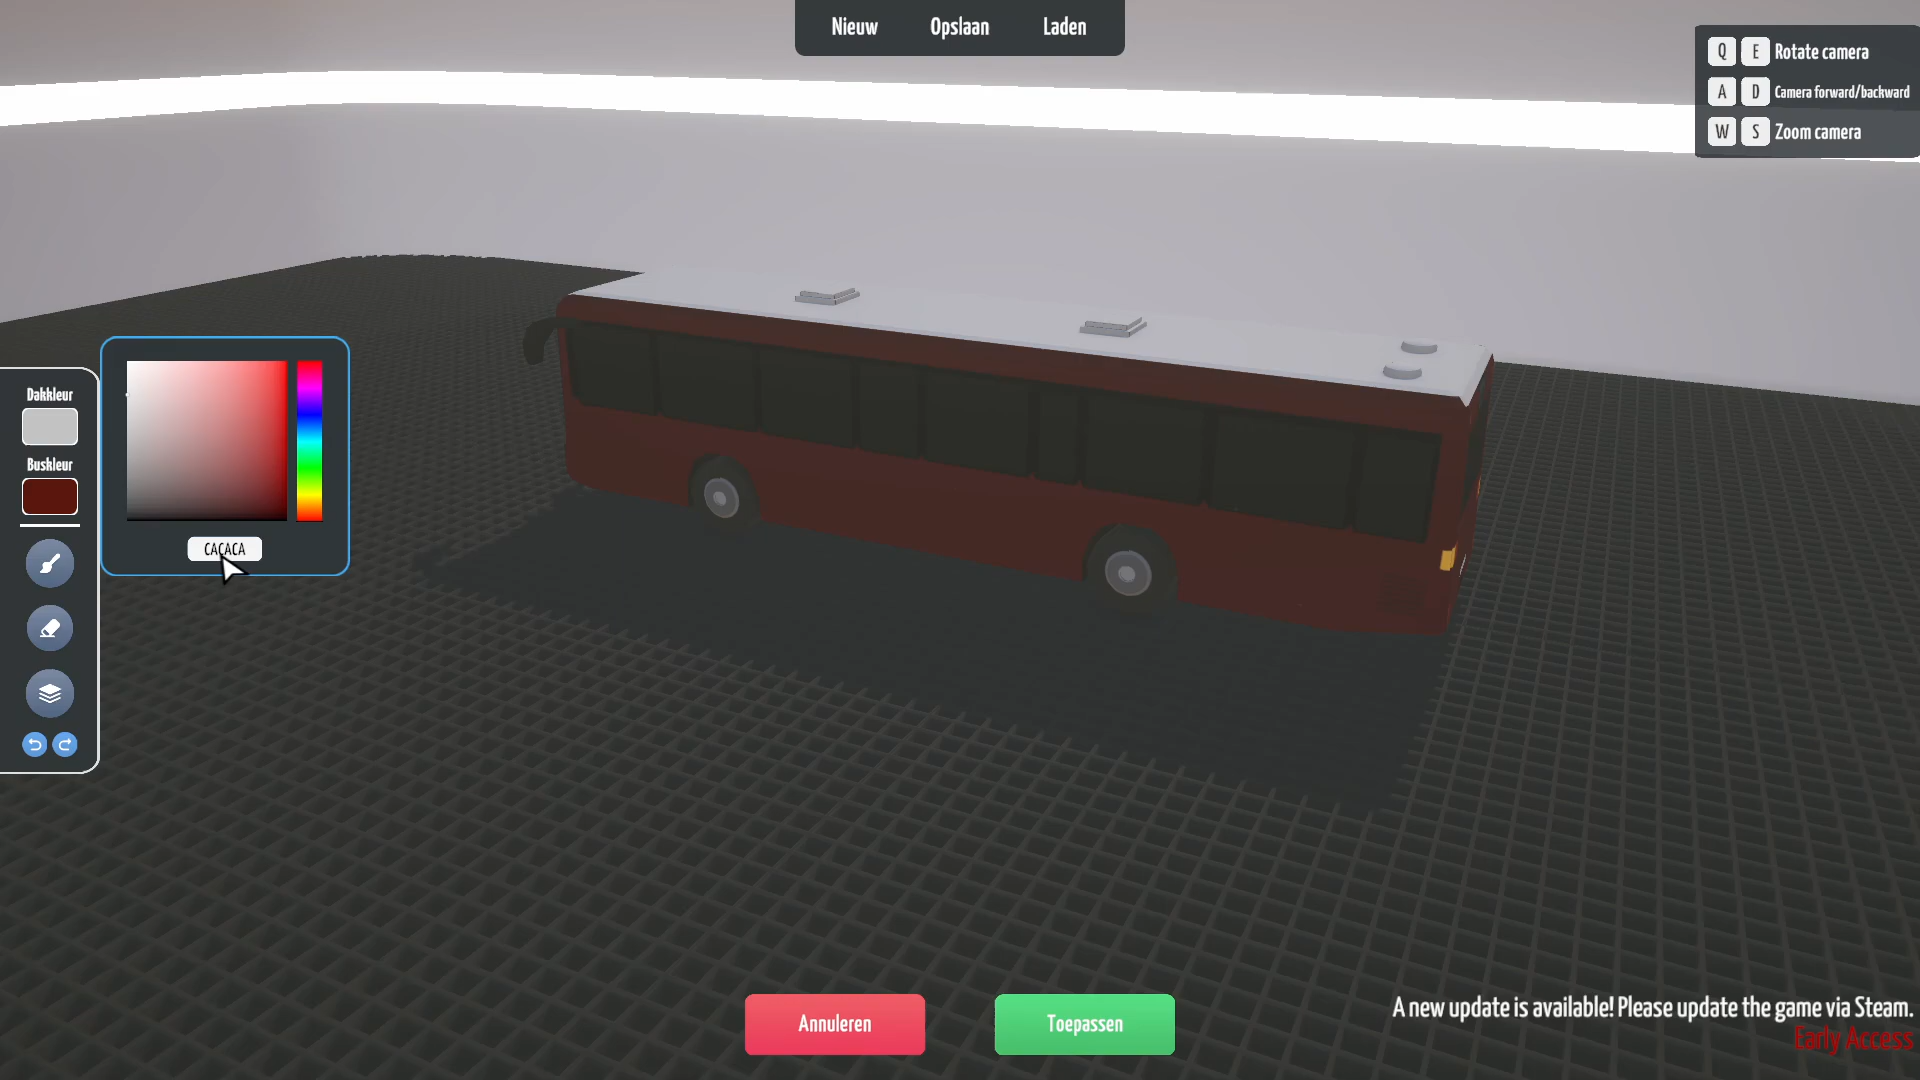 Nieuw Opslaan Laden
Q E Rotate camera
A D Camera forward/backward
W S Zoom camera
Dakkleur
Buskleur
CACACA
Annuleren Toepassen
A new update is available! Please update the game via Steam.
Early Access